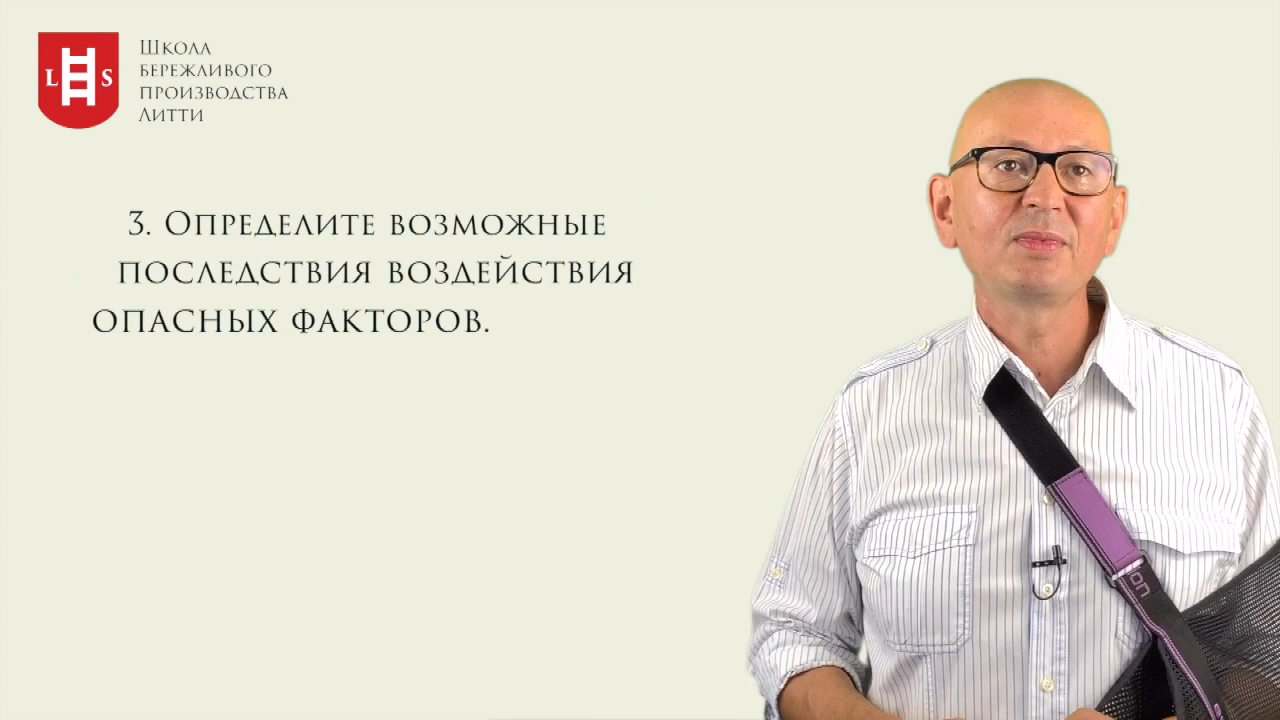 L S
Школа
бережливого
производства
Литти
3. Определите возможные
последствия воздействия
опасных факторов.